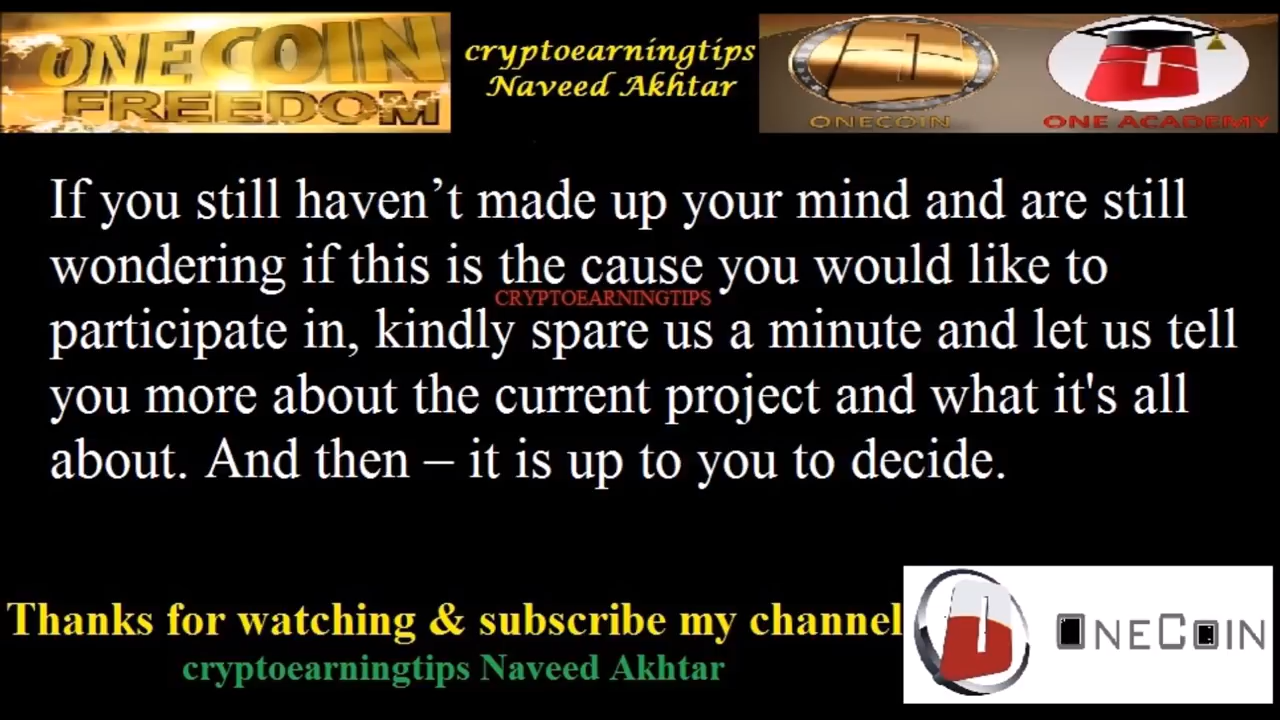 ONE COIN
FREEDOM
cryptoearningtips
Naveed Akhtar
ONECOIN
ONE ACADEMY
If you still haven’t made up your mind and are still
wondering if this is the cause you would like to
CRYPTOEARNINGTIPS
participate in, kindly spare us a minute and let us tell
you more about the current project and what it's all
about. And then – it is up to you to decide.
Thanks for watching & subscribe my channel
cryptoearningtips Naveed Akhtar
ONECOIN